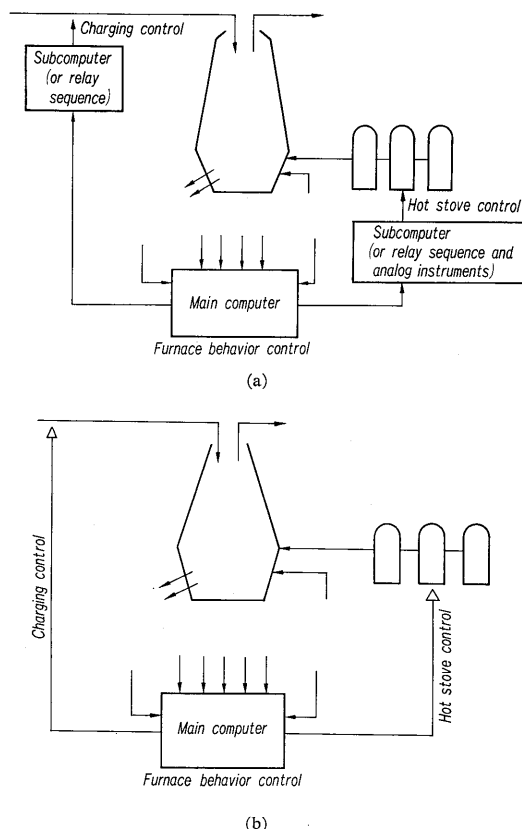 Charging control
Subcomputer
(or relay
sequence)
Hot stove control
Subcomputer
(or relay sequence and
analog instruments)
Main computer
Furnace behavior control
(a)
Charging control
Hot stove control
Main computer
Furnace behavior control
(b)